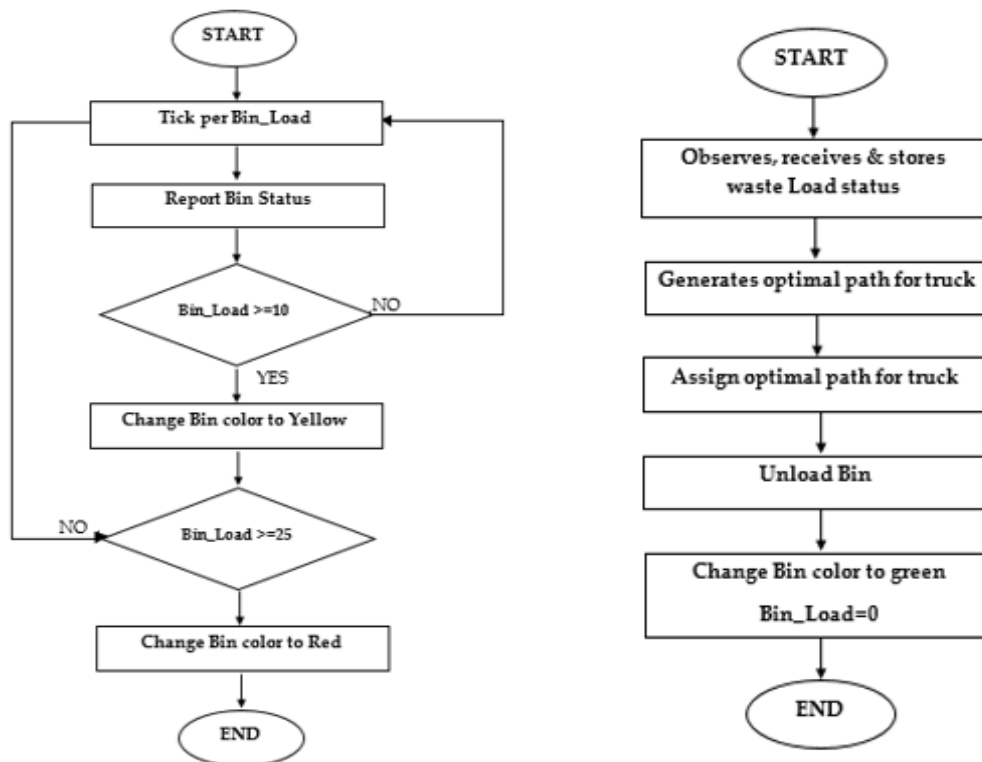 START
Tick per Bin_Load
Report Bin Status
Bin_Load >=10
NO
YES
Change Bin color to Yellow
NO
Bin_Load >=25
Change Bin color to Red
END
START
Observes, receives & stores
waste Load status
Generates optimal path for truck
Assign optimal path for truck
Unload Bin
Change Bin color to green
Bin_Load=0
END